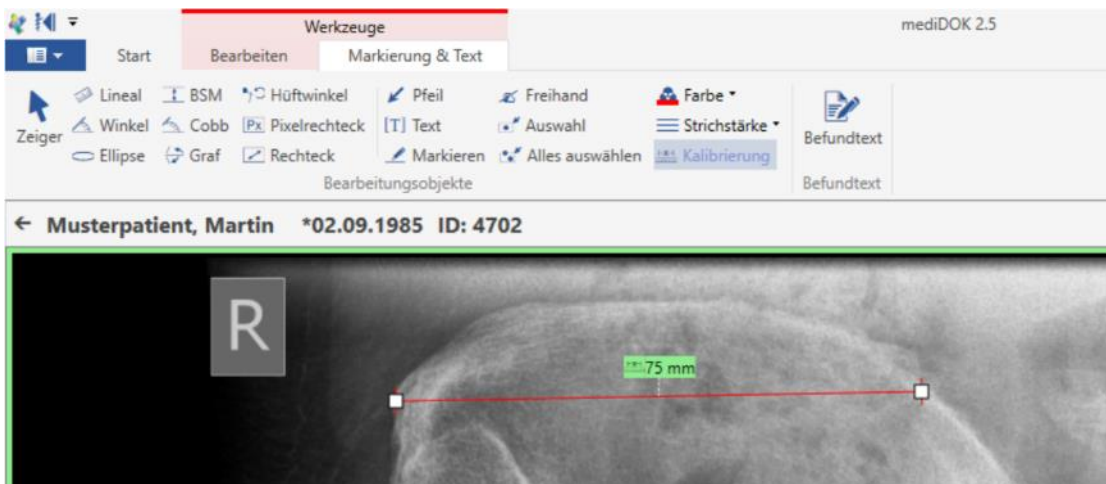 Werkzeuge
mediDOK 2.5
Start Bearbeiten Markierung & Text
Zeiger
Lineal BSM Hüftwinkel Pfeil Freihand Farbe
Winkel Cobb Px Pixelrechteck [T] Text Auswahl Strichstärke
Ellipse Graf Rechteck Markieren Alles auswählen Kalibrierung
Befundtext
Bearbeitungsobjekte Befundtext
Musterpatient, Martin *02.09.1985 ID: 4702
R
75 mm